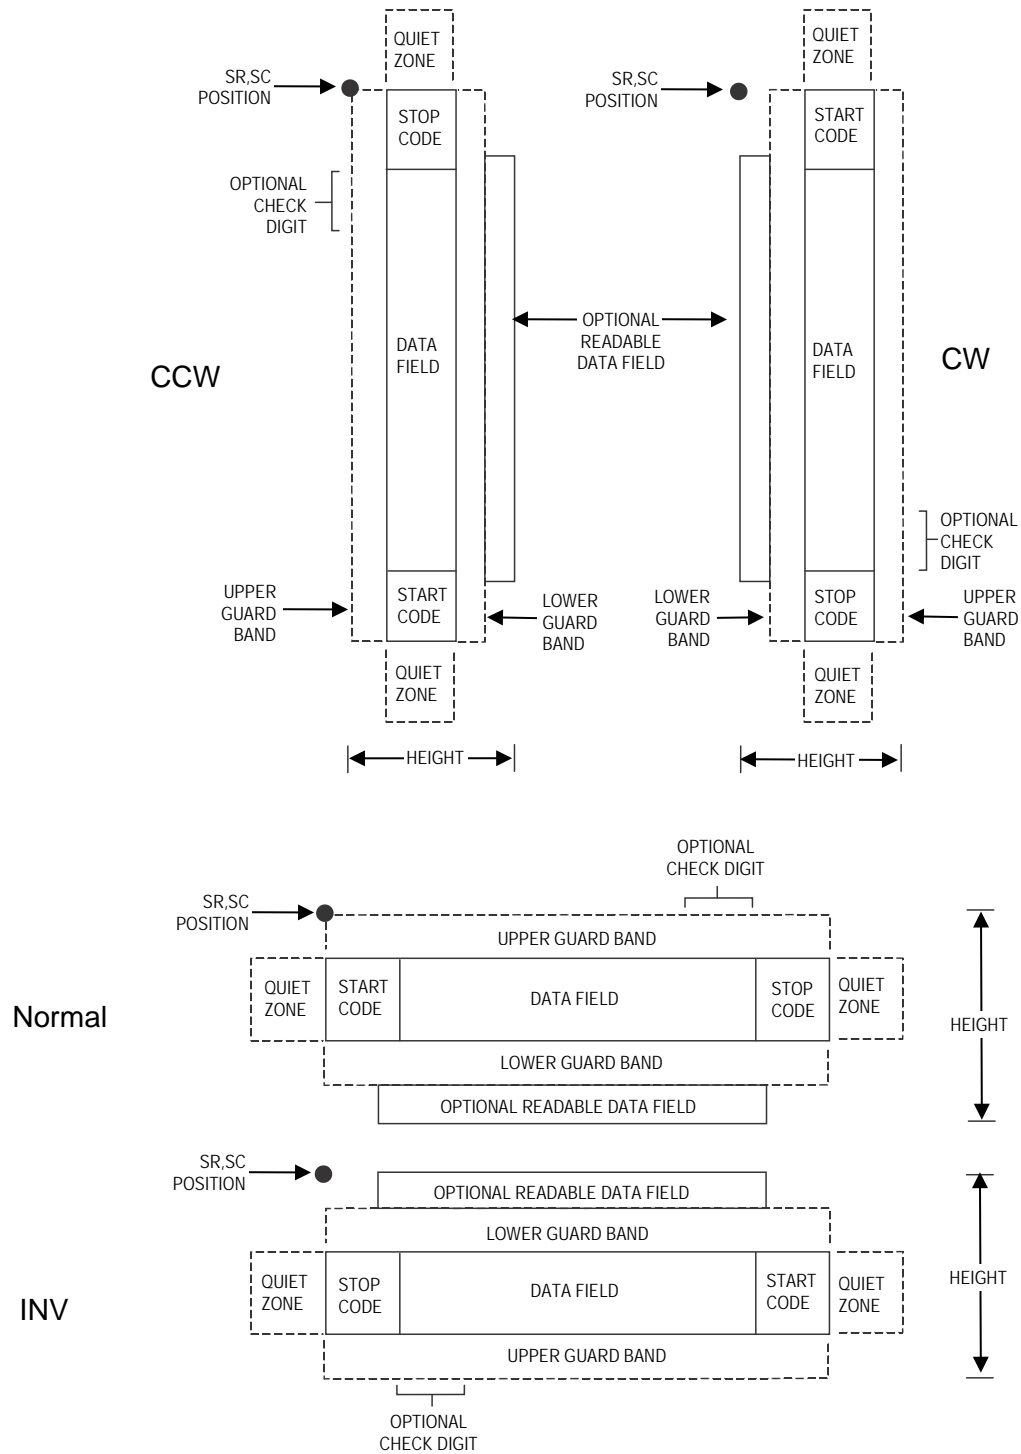 QUIET
ZONE
SR,SC
POSITION
STOP
CODE
OPTIONAL
CHECK
DIGIT
DATA
FIELD
CCW
UPPER
GUARD
BAND
START
CODE
LOWER
GUARD
BAND
QUIET
ZONE
HEIGHT
OPTIONAL
READABLE
DATA FIELD
QUIET
ZONE
SR,SC
POSITION
START
CODE
DATA
FIELD
CW
OPTIONAL
CHECK
DIGIT
LOWER
GUARD
BAND
STOP
CODE
UPPER
GUARD
BAND
QUIET
ZONE
HEIGHT
OPTIONAL
CHECK DIGIT
SR,SC
POSITION
UPPER GUARD BAND
Normal
QUIET
ZONE
START
CODE
DATA FIELD
STOP
CODE
QUIET
ZONE
HEIGHT
LOWER GUARD BAND
OPTIONAL READABLE DATA FIELD
SR,SC
POSITION
OPTIONAL READABLE DATA FIELD
LOWER GUARD BAND
INV
QUIET
ZONE
STOP
CODE
DATA FIELD
START
CODE
QUIET
ZONE
HEIGHT
UPPER GUARD BAND
OPTIONAL
CHECK DIGIT